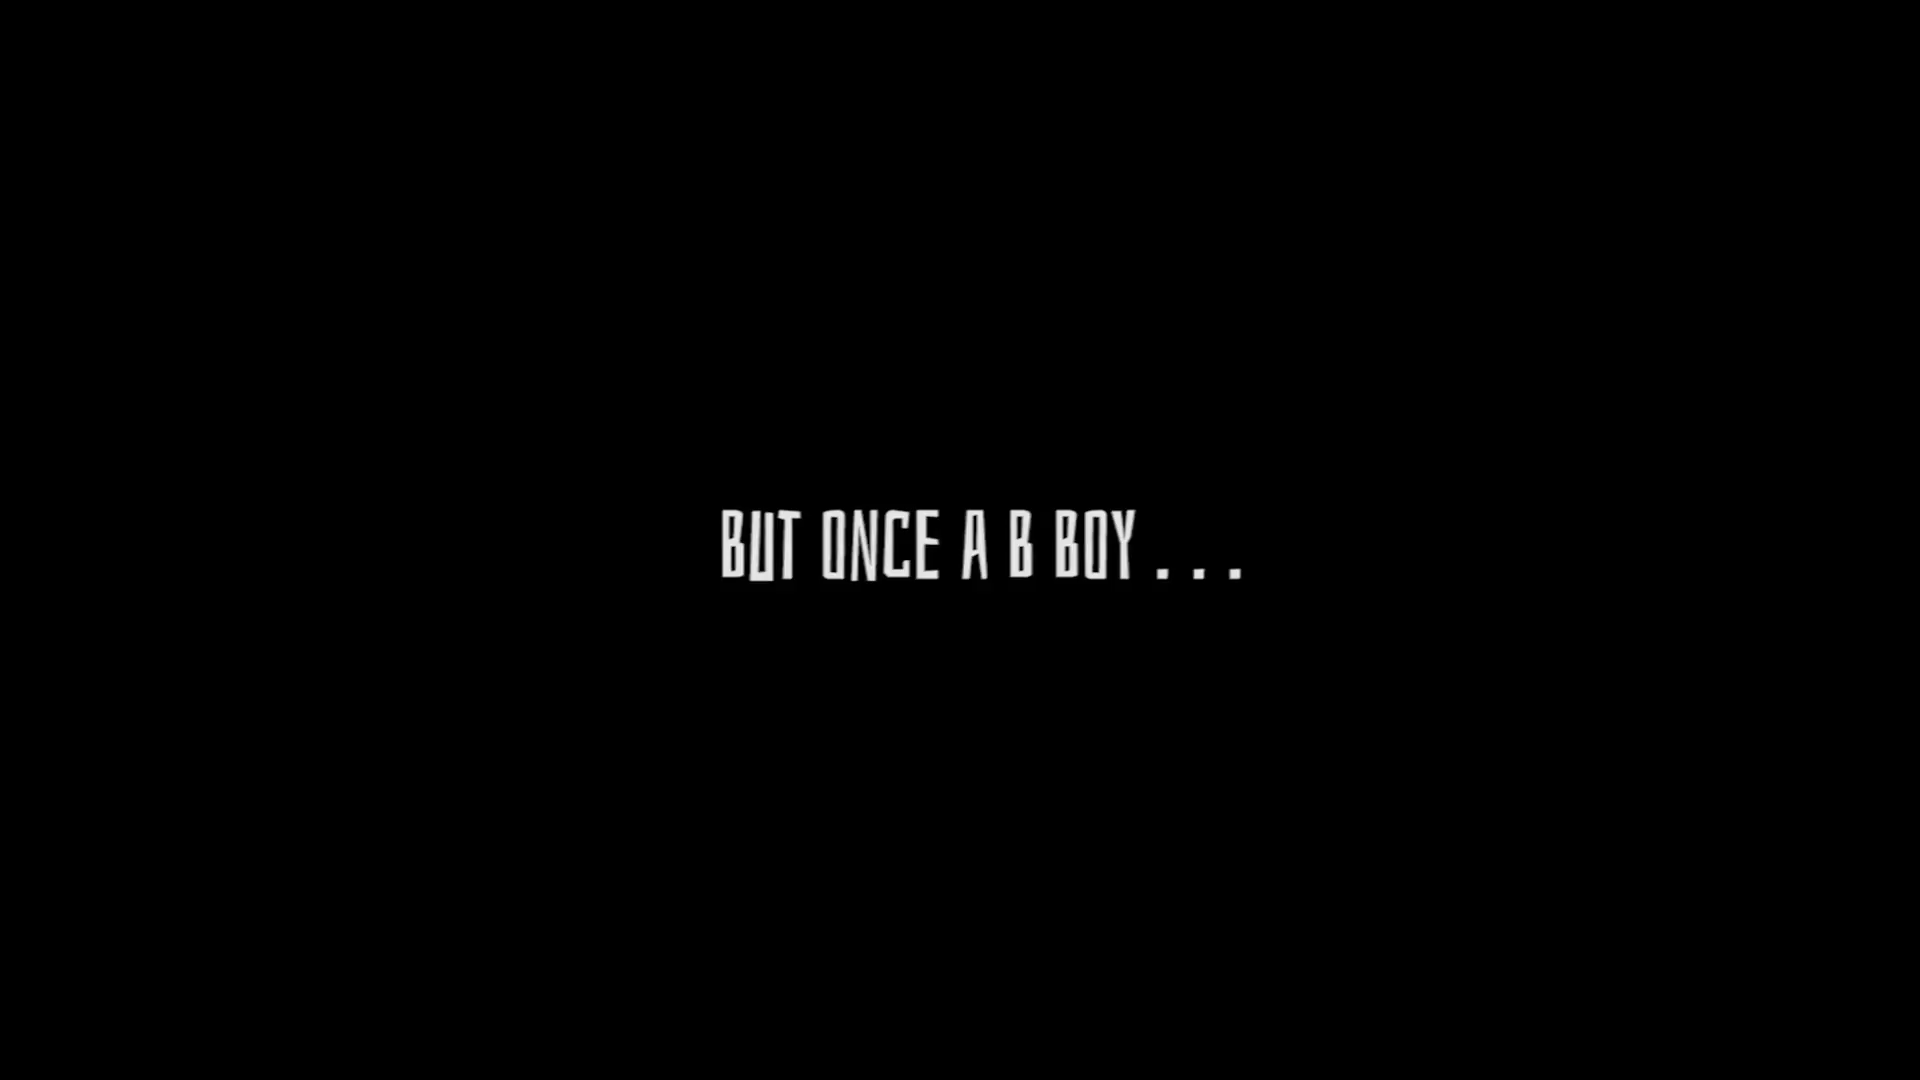 BUT ONCE A B BOY . . .